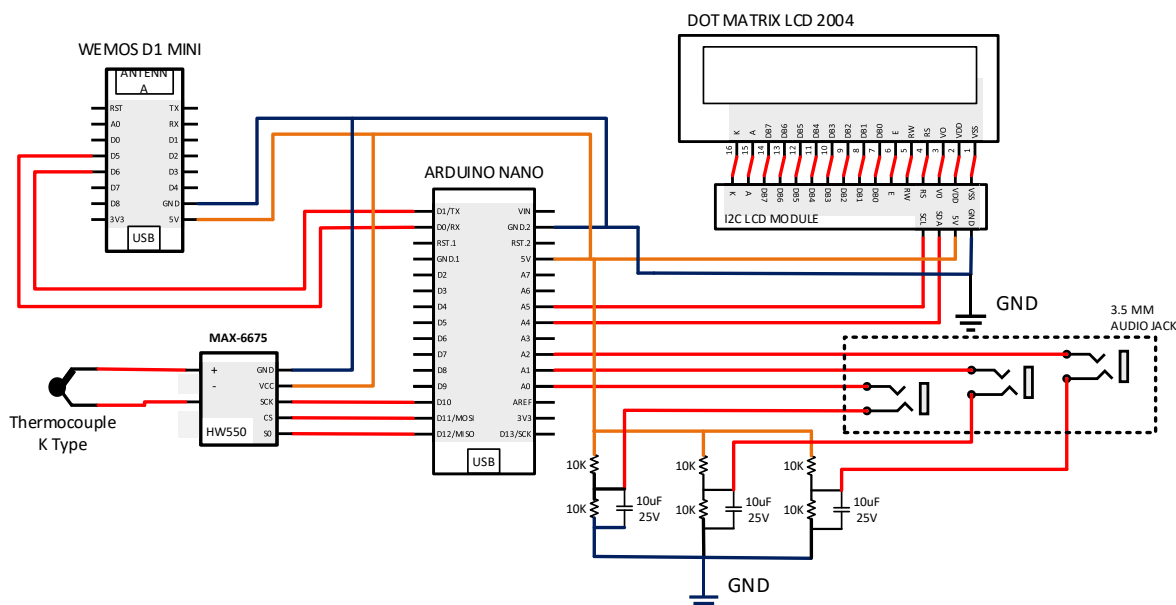 DOT MATRIX LCD 2004
WEMOS D1 MINI
ANTENN
A
RST
A0
D0
D5
D6
D7
D8
3V3
TX
RX
D1
D2
D3
D4
GND
5V
USB
K
A
DB7
DB6
DB5
DB4
DB3
DB2
DB1
DB0
E
RW
RS
VO
VDD
VSS
16
15
14
13
12
11
10
9
8
7
6
5
4
3
2
1
K
A
DB7
DB6
DB5
DB4
DB3
DB2
DB1
DB0
E
RW
RS
V0
VDD
VSS
I2C LCD MODULE
SCL
SDA
5V
GND
ARDUINO NANO
D1/TX
D0/RX
RST.1
GND.1
D2
D3
D4
D5
D6
D7
D8
D9
D10
D11/MOSI
D12/MISO
VIN
GND.2
RST.2
5V
A7
A6
A5
A4
A3
A2
A1
A0
AREF
3V3
D13/SCK
USB
GND
3.5 MM
AUDIO JACK
MAX-6675
+
-
GND
VCC
SCK
CS
S0
HW550
Thermocouple
K Type
10K
10K
10uF
25V
10K
10K
10uF
25V
10K
10K
10uF
25V
GND